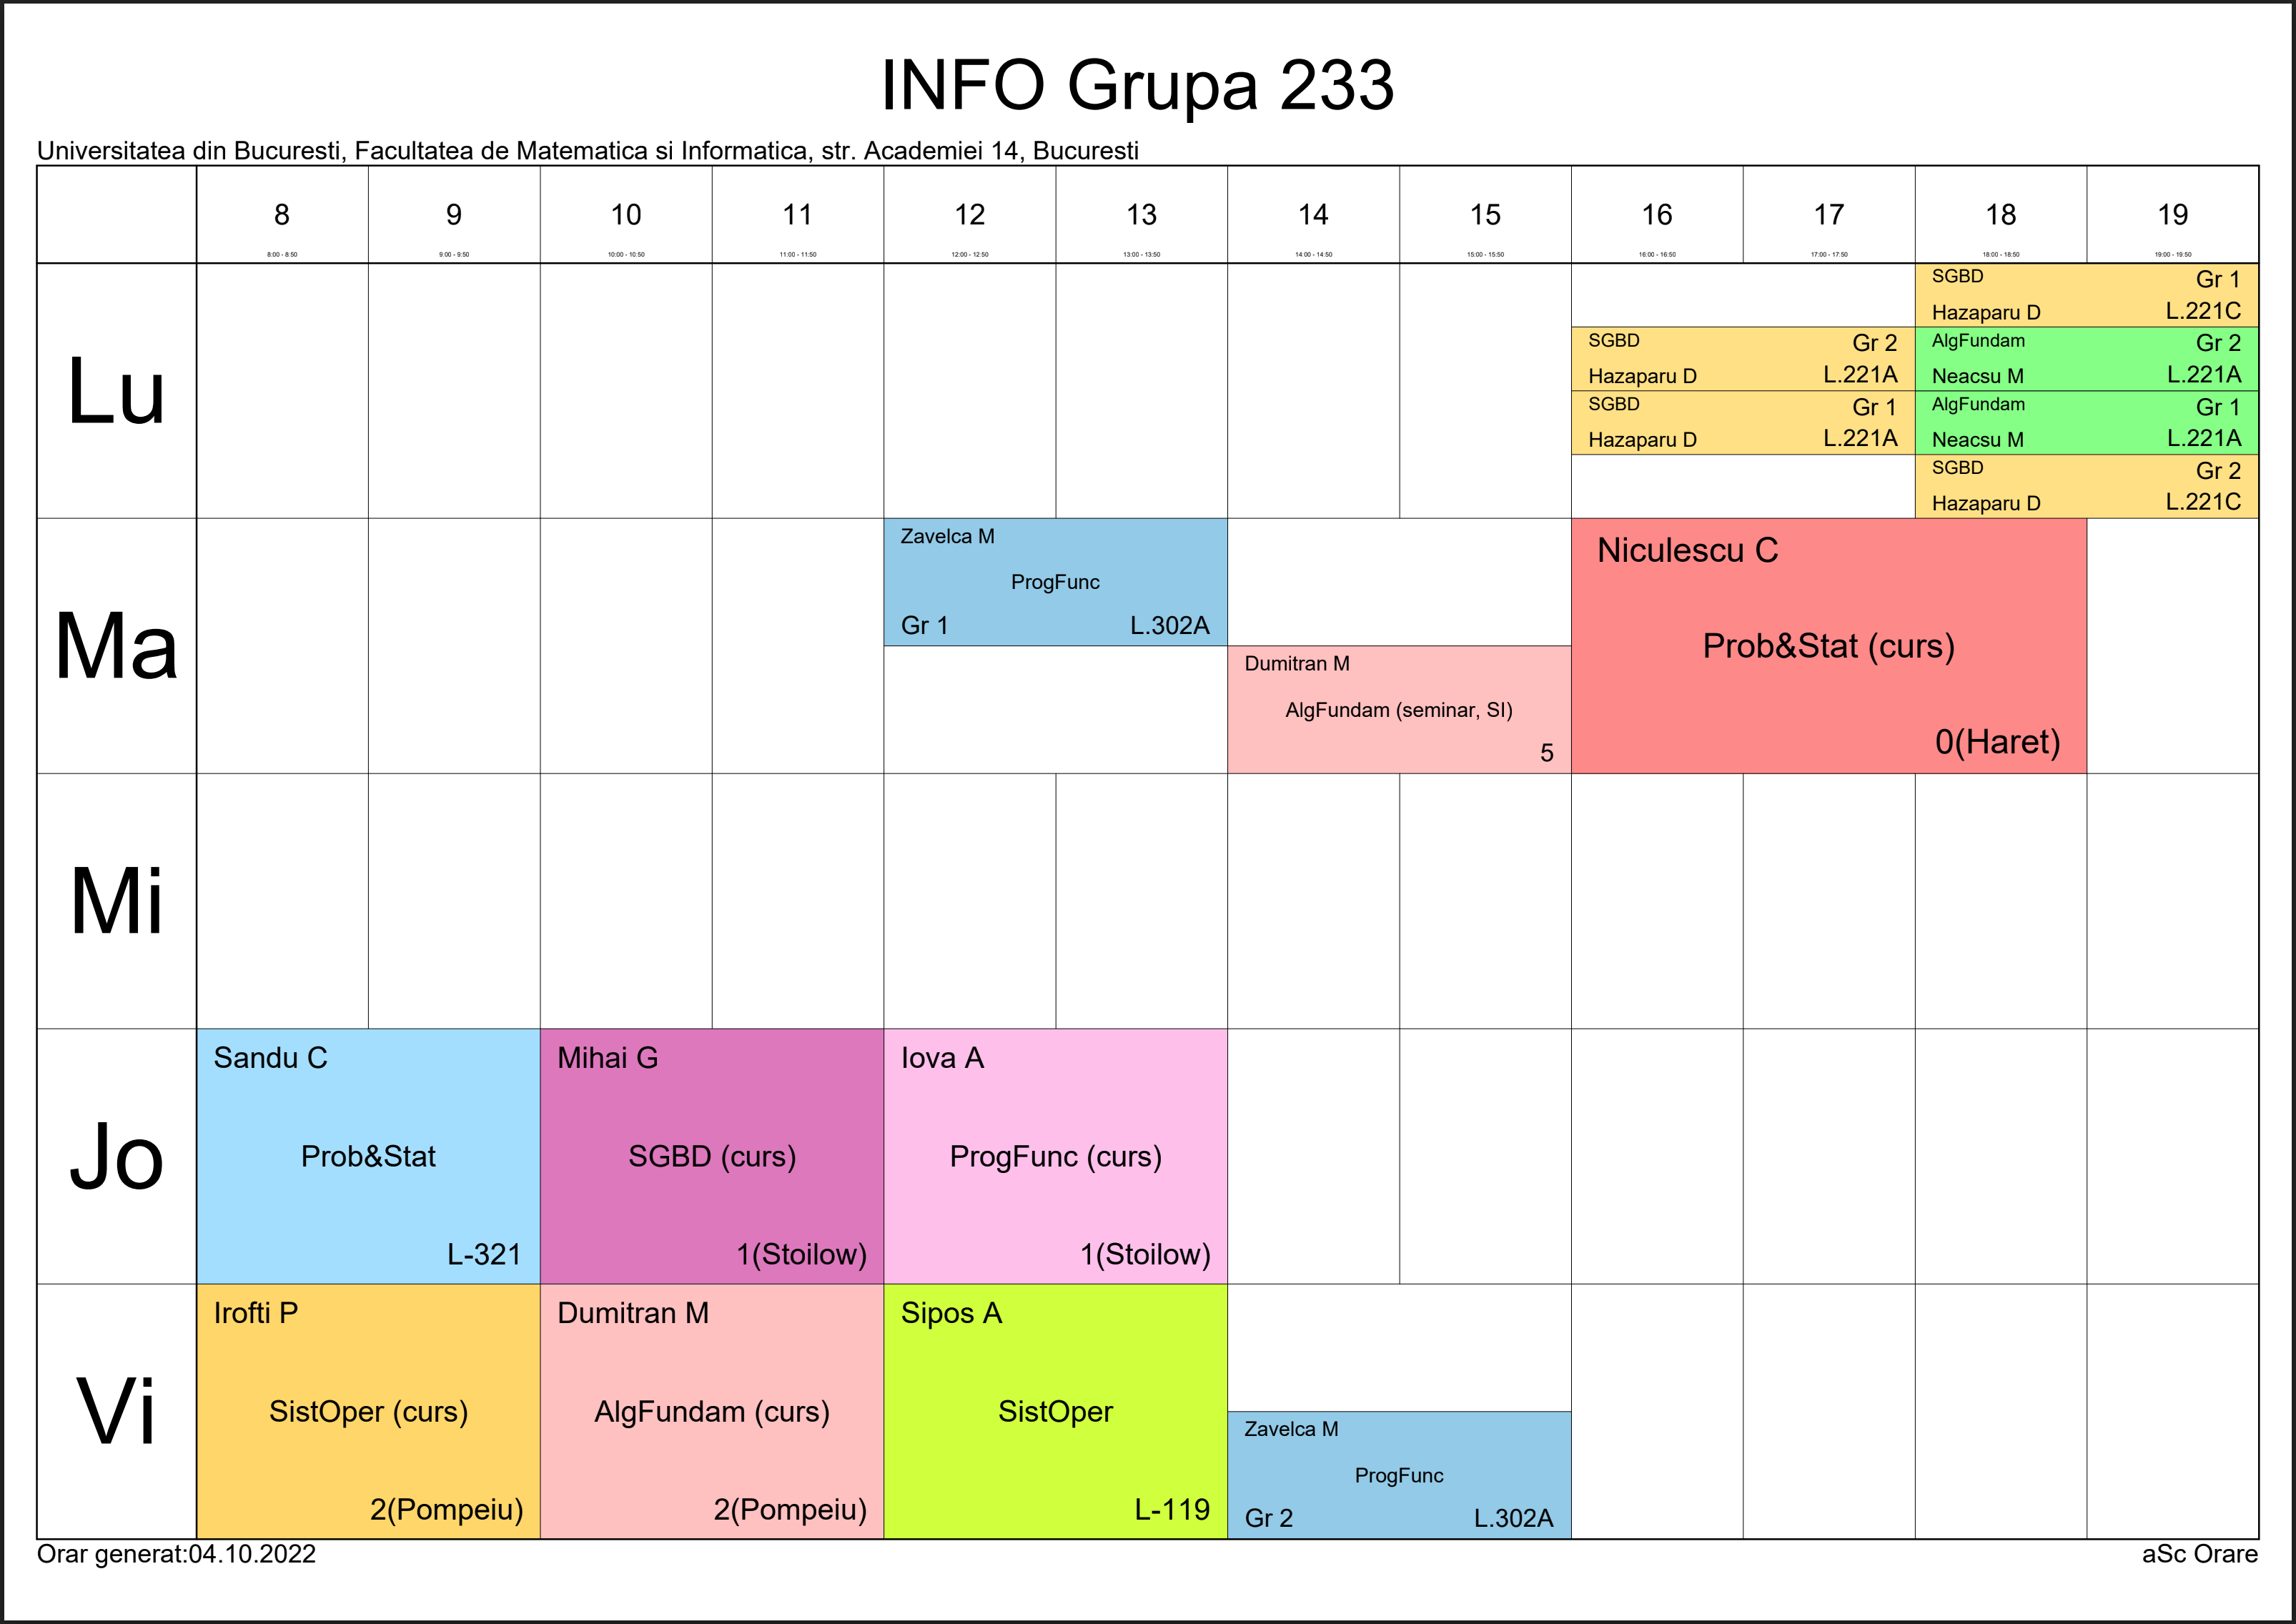 INFO Grupa 233
Universitatea din Bucuresti, Facultatea de Matematica si Informatica, str. Academiei 14, Bucuresti
8 9 10 11 12 13 14 15 16 17 18 19
8:00 - 8:50 9:00 - 9:50 10:00 - 10:50 11:00 - 11:50 12:00 - 12:50 13:00 - 13:50 14:00 - 14:50 15:00 - 15:50 16:00 - 16:50 17:00 - 17:50 18:00 - 18:50 19:00 - 19:50
Lu
SGBD Gr 1
Hazaparu D L.221C
SGBD Gr 2
Hazaparu D L.221A
AlgFundam Gr 2
Neacsu M L.221A
SGBD Gr 1
Hazaparu D L.221A
AlgFundam Gr 1
Neacsu M L.221A
SGBD Gr 2
Hazaparu D L.221C
Ma
Zavelca M
ProgFunc
Gr 1 L.302A
Dumitran M
AlgFundam (seminar, SI)
5
Niculescu C
Prob&Stat (curs)
0(Haret)
Mi
Jo
Sandu C
Prob&Stat
L-321
Mihai G
SGBD (curs)
1(Stoilow)
Iova A
ProgFunc (curs)
1(Stoilow)
Vi
Irofti P
SistOper (curs)
2(Pompeiu)
Dumitran M
AlgFundam (curs)
2(Pompeiu)
Sipos A
SistOper
L-119
Zavelca M
ProgFunc
Gr 2 L.302A
Orar generat:04.10.2022
aSc Orare